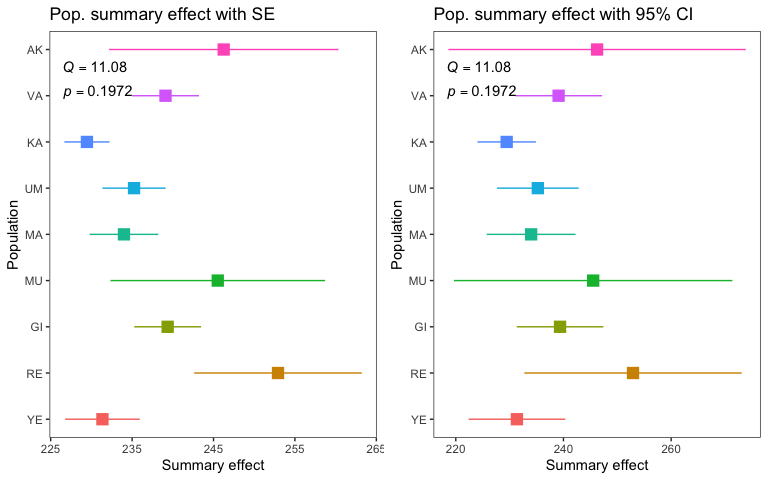 Pop. summary effect with SE
AK
Q = 11.08
p = 0.1972
VA
KA
UM
MA
MU
GI
RE
YE
Population
225 235 245 255 265
Summary effect
Pop. summary effect with 95% CI
AK
Q = 11.08
p = 0.1972
VA
KA
UM
MA
MU
GI
RE
YE
Population
220 240 260
Summary effect